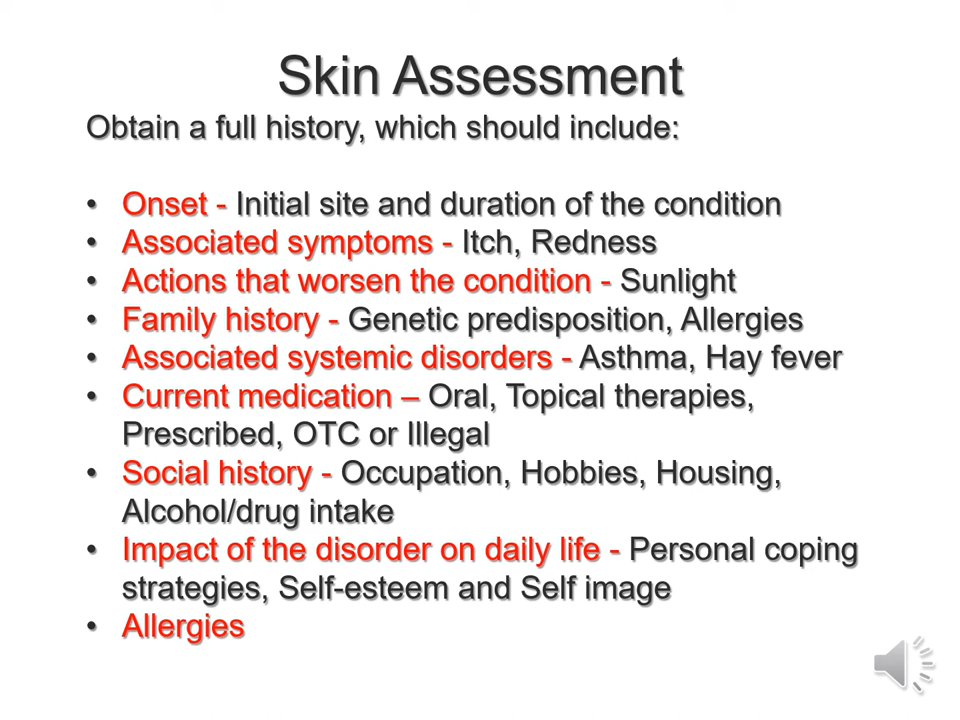 Skin Assessment
Obtain a full history, which should include:
• Onset - Initial site and duration of the condition
• Associated symptoms - Itch, Redness
• Actions that worsen the condition - Sunlight
• Family history - Genetic predisposition, Allergies
• Associated systemic disorders - Asthma, Hay fever
• Current medication – Oral, Topical therapies,
Prescribed, OTC or Illegal
• Social history - Occupation, Hobbies, Housing,
Alcohol/drug intake
• Impact of the disorder on daily life - Personal coping
strategies, Self-esteem and Self image
• Allergies